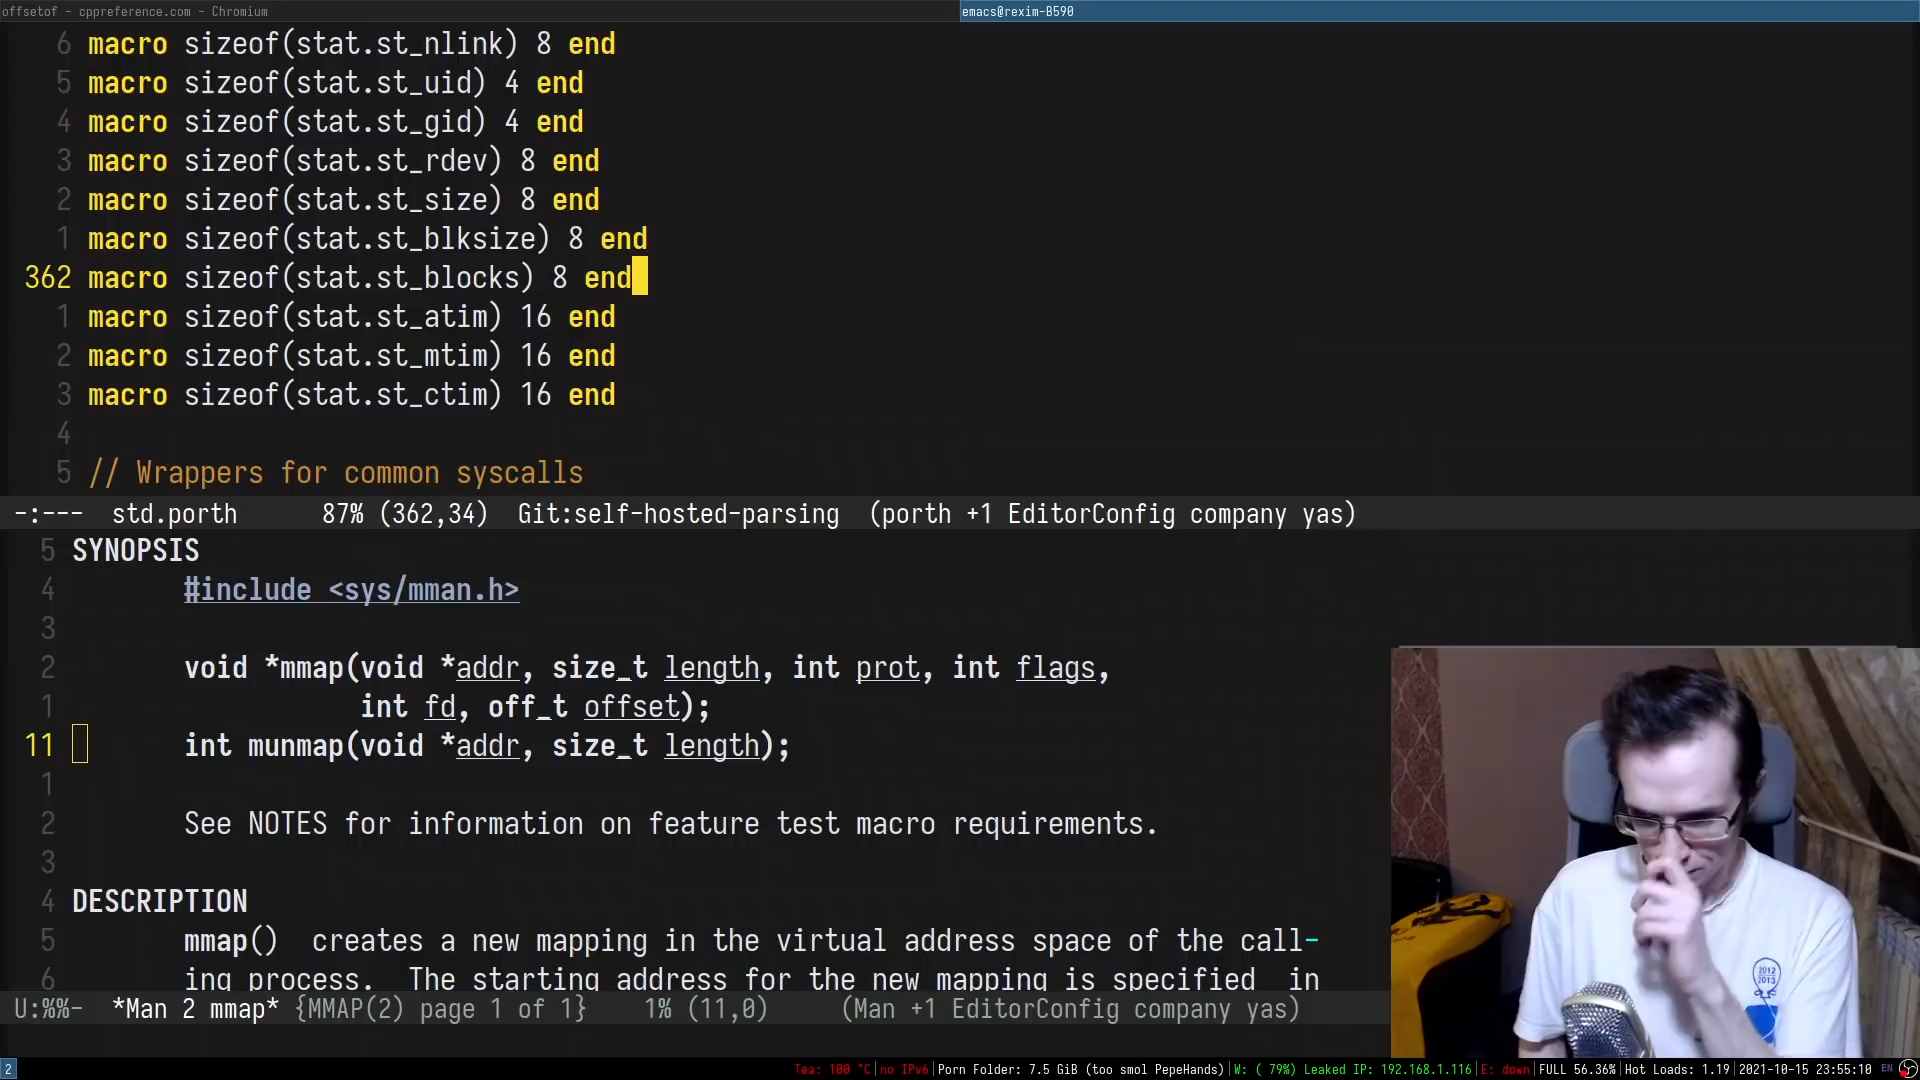 offsetof - cppreference.com - Chromium
emacs@rexim-B590
6 macro sizeof(stat.st_nlink) 8 end
5 macro sizeof(stat.st_uid) 4 end
4 macro sizeof(stat.st_gid) 4 end
3 macro sizeof(stat.st_rdev) 8 end
2 macro sizeof(stat.st_size) 8 end
1 macro sizeof(stat.st_blksize) 8 end
362 macro sizeof(stat.st_blocks) 8 end
1 macro sizeof(stat.st_atim) 16 end
2 macro sizeof(stat.st_mtim) 16 end
3 macro sizeof(stat.st_ctim) 16 end
4
5 // Wrappers for common syscalls
-:--- std.porth 87% (362,34) Git:self-hosted-parsing (porth +1 EditorConfig company yas)
5 SYNOPSIS
4 #include <sys/mman.h>
3
2 void *mmap(void *addr, size_t length, int prot, int flags,
1 int fd, off_t offset);
11 int munmap(void *addr, size_t length);
1
2 See NOTES for information on feature test macro requirements.
3
4 DESCRIPTION
5 mmap() creates a new mapping in the virtual address space of the call-
6 ing process. The starting address for the new mapping is specified in
U:%%- *Man 2 mmap* {MMAP(2) page 1 of 1} 1% (11,0) (Man +1 EditorConfig company yas)
2012
2013
2 Tea: 100 °C|no IPv6|Porn Folder: 7.5 GiB (too smol PepeHands)|W: ( 79%) Leaked IP: 192.168.1.116|E: down|FULL 56.36%|Hot Loads: 1.19|2021-10-15 23:55:10 EN